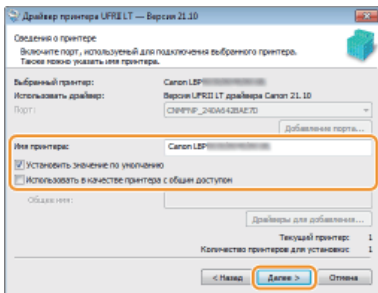 Драйвер принтера UFRII LT — Версия 21.10
Сведения о принтере
Включите порт, используемый для подключения выбранного принтера.
Также можно указать имя принтера.
Выбранный принтер: Canon LBP
Использовать драйвер: Версия UFRII LT драйвера Canon 21.10
Порт: CNMFNP_240A642BAE7D
Добавление порта...
Имя принтера: Canon LBP
Установить значение по умолчанию
Использовать в качестве принтера с общим доступом
Общее имя:
Драйверы для добавления...
Текущий принтер: 1
Количество принтеров для установки: 1
< Назад
Далее >
Отмена